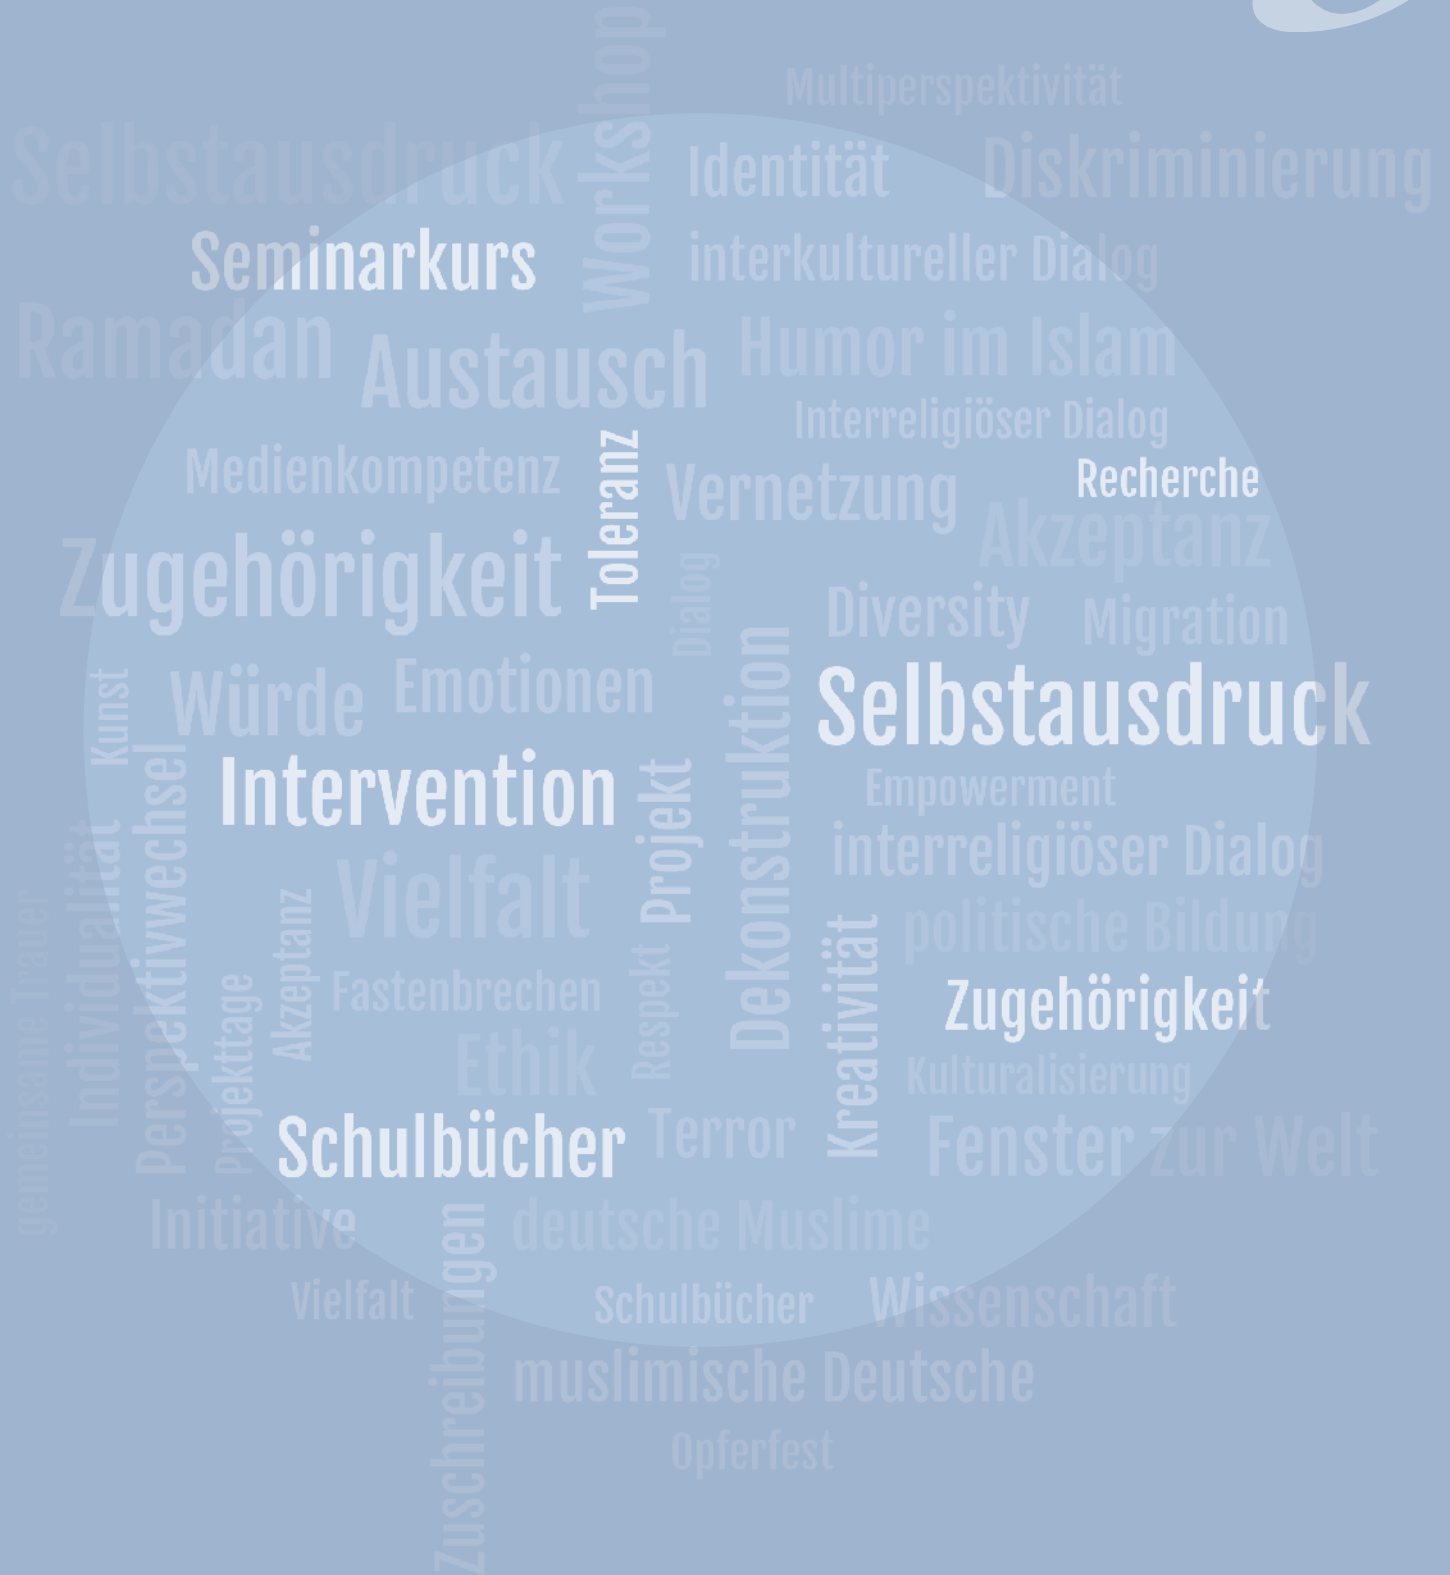 Workshop
Multiperspektivität
Selbstausdruck
Identität
Diskriminierung
Seminarkurs
interkultureller Dialog
Ramadan
Austausch
Humor im Islam
Interreligiöser Dialog
Medienkompetenz
Toleranz
Vernetzung
Recherche
Akzeptanz
Zugehörigkeit
Dialog
Diversity
Migration
Kunst
Würde
Emotionen
Selbstausdruck
Dekonstruktion
Intervention
Projekt
Empowerment
Perspektivwechsel
Individualität
interreligiöser Dialog
Vielfalt
gemeinsame Trauer
Akzeptanz
politische Bildung
Kreativität
Respekt
Projekttage
Fastenbrechen
Zugehörigkeit
Ethik
Kulturalisierung
Schulbücher
Terror
Fenster zur Welt
Initiative
Zuschreibungen
deutsche Muslime
Vielfalt
Schulbücher
Wissenschaft
muslimische Deutsche
Opferfest